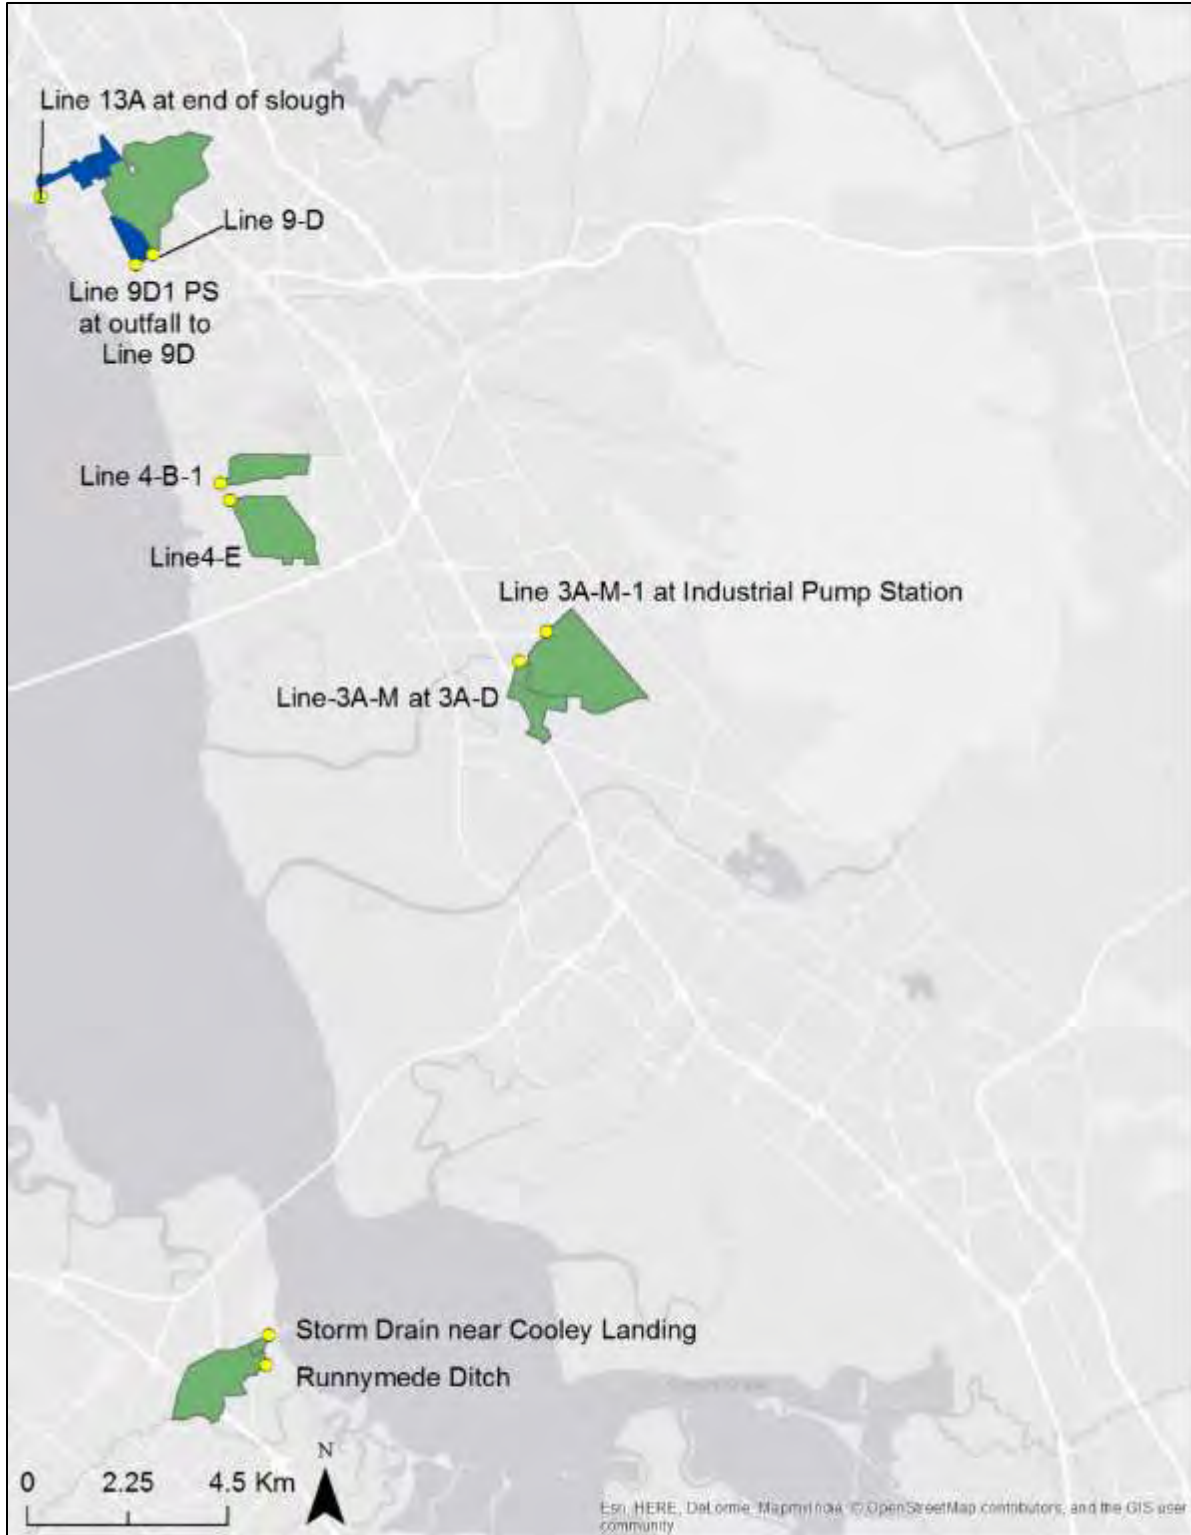 Line 13A at end of slough
Line 9-D
Line 9D1 PS
at outfall to
Line 9D
Line 4-B-1
Line4-E
Line 3A-M-1 at Industrial Pump Station
Line-3A-M at 3A-D
Storm Drain near Cooley Landing
Runnymede Ditch
N
0 2.25 4.5 Km
Esri, HERE, DeLorme, MapmyIndia, © OpenStreetMap contributors, and the GIS user
community